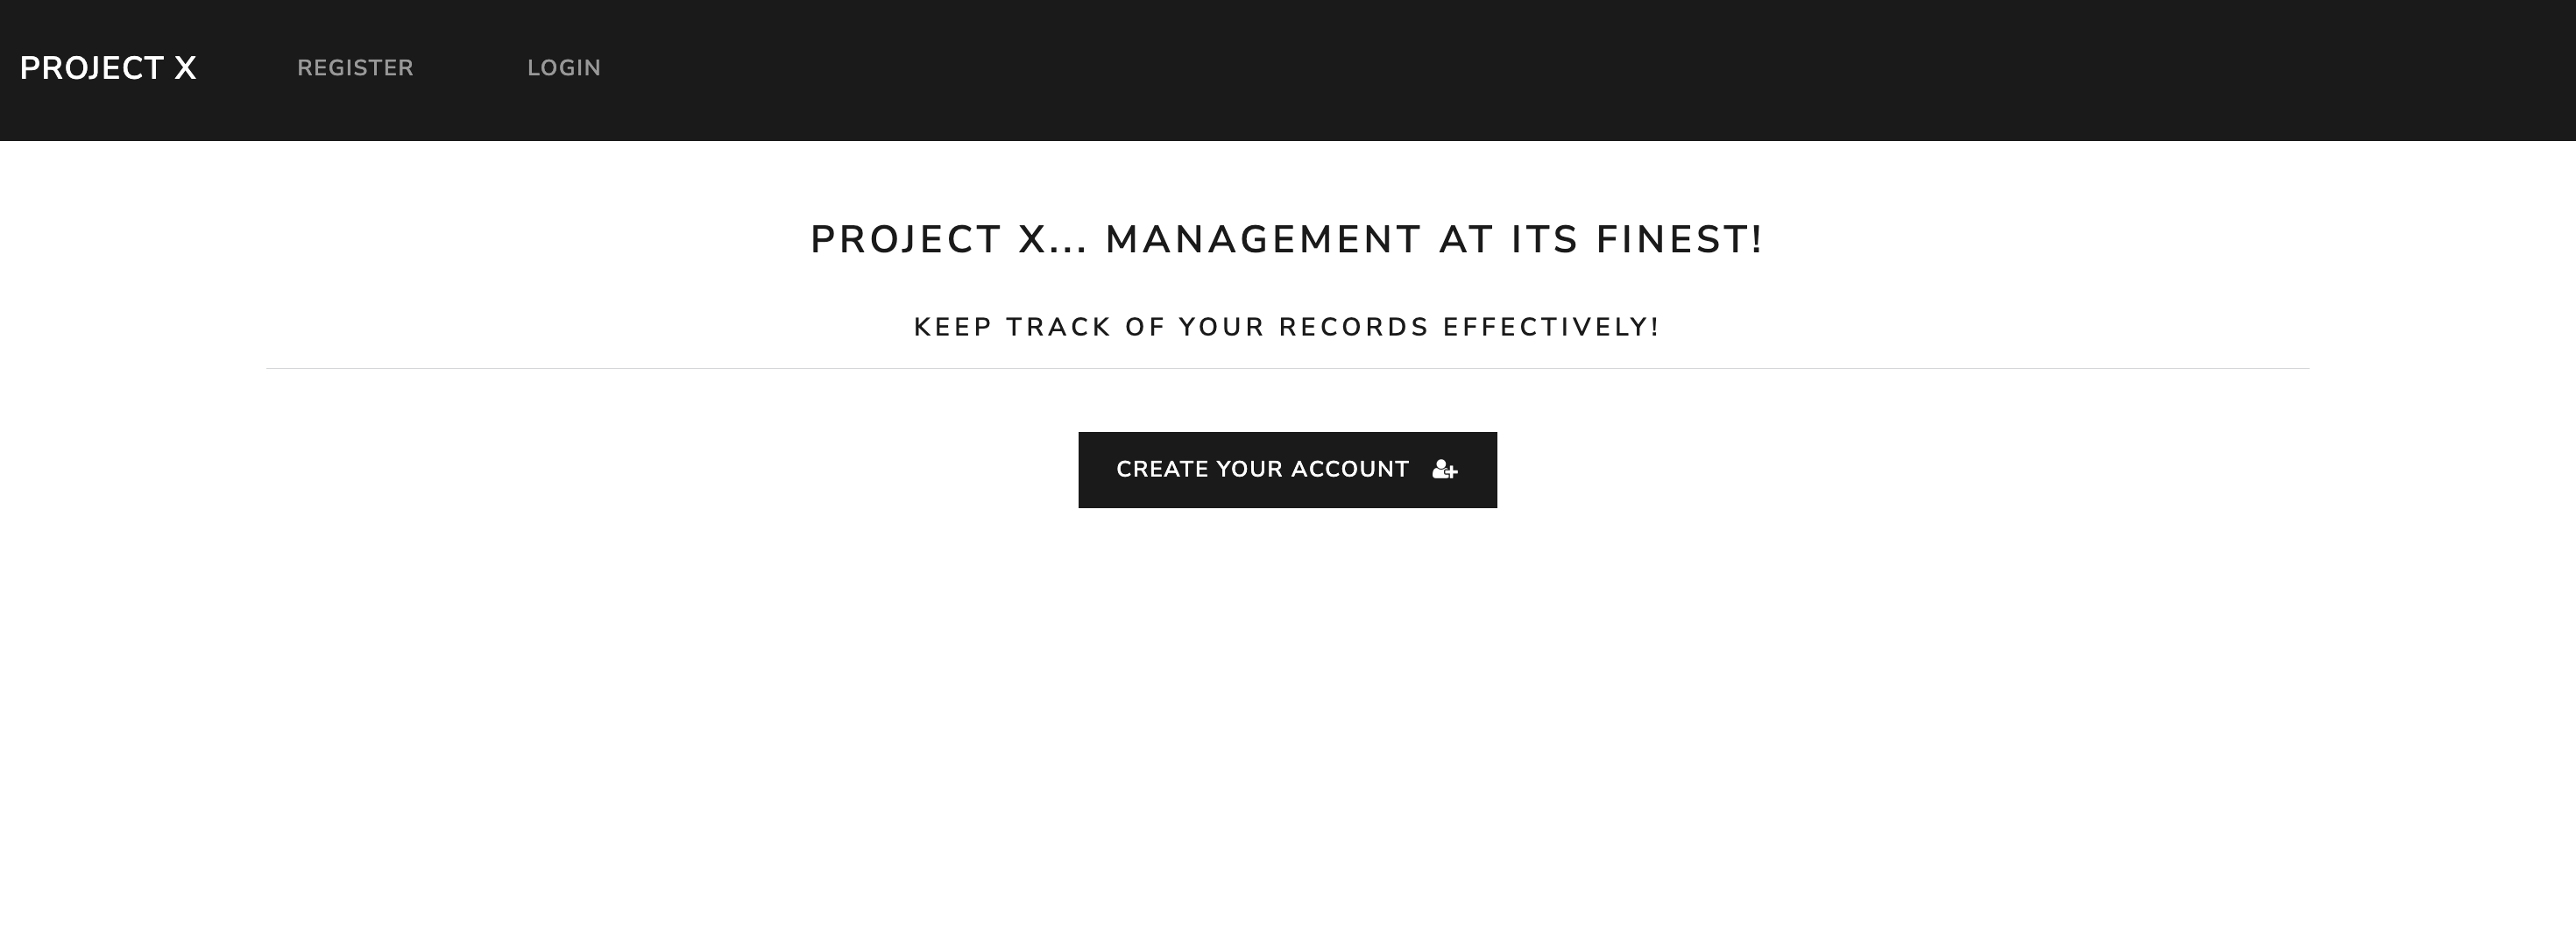 PROJECT X REGISTER LOGIN
PROJECT X... MANAGEMENT AT ITS FINEST!
KEEP TRACK OF YOUR RECORDS EFFECTIVELY!
CREATE YOUR ACCOUNT